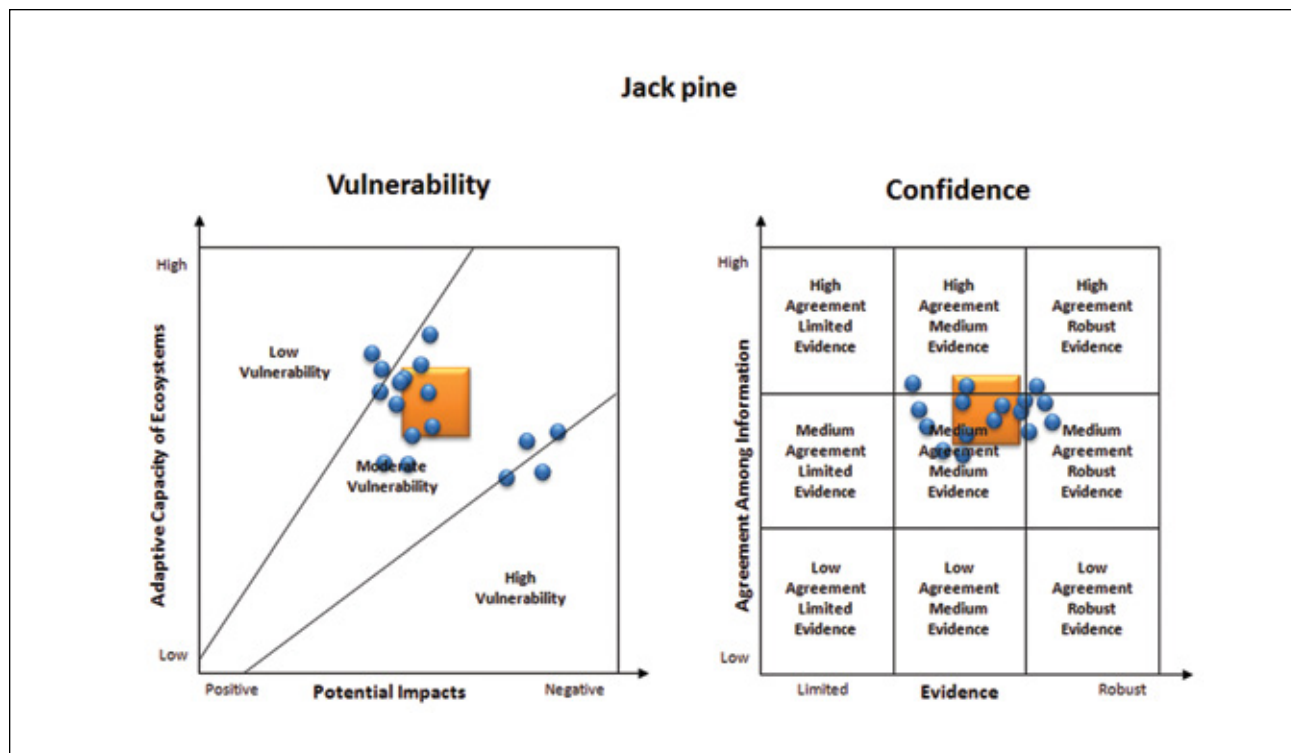 Jack pine
Vulnerability
Adaptive Capacity of Ecosystems
High
Low
Low
Vulnerability
Moderate
Vulnerability
High
Vulnerability
Positive
Potential Impacts
Negative
Confidence
Agreement Among Information
High
Low
High
Agreement
Limited
Evidence
High
Agreement
Medium
Evidence
High
Agreement
Robust
Evidence
Medium
Agreement
Limited
Evidence
Medium
Agreement
Medium
Evidence
Medium
Agreement
Robust
Evidence
Low
Agreement
Limited
Evidence
Low
Agreement
Medium
Evidence
Low
Agreement
Robust
Evidence
Limited
Evidence
Robust